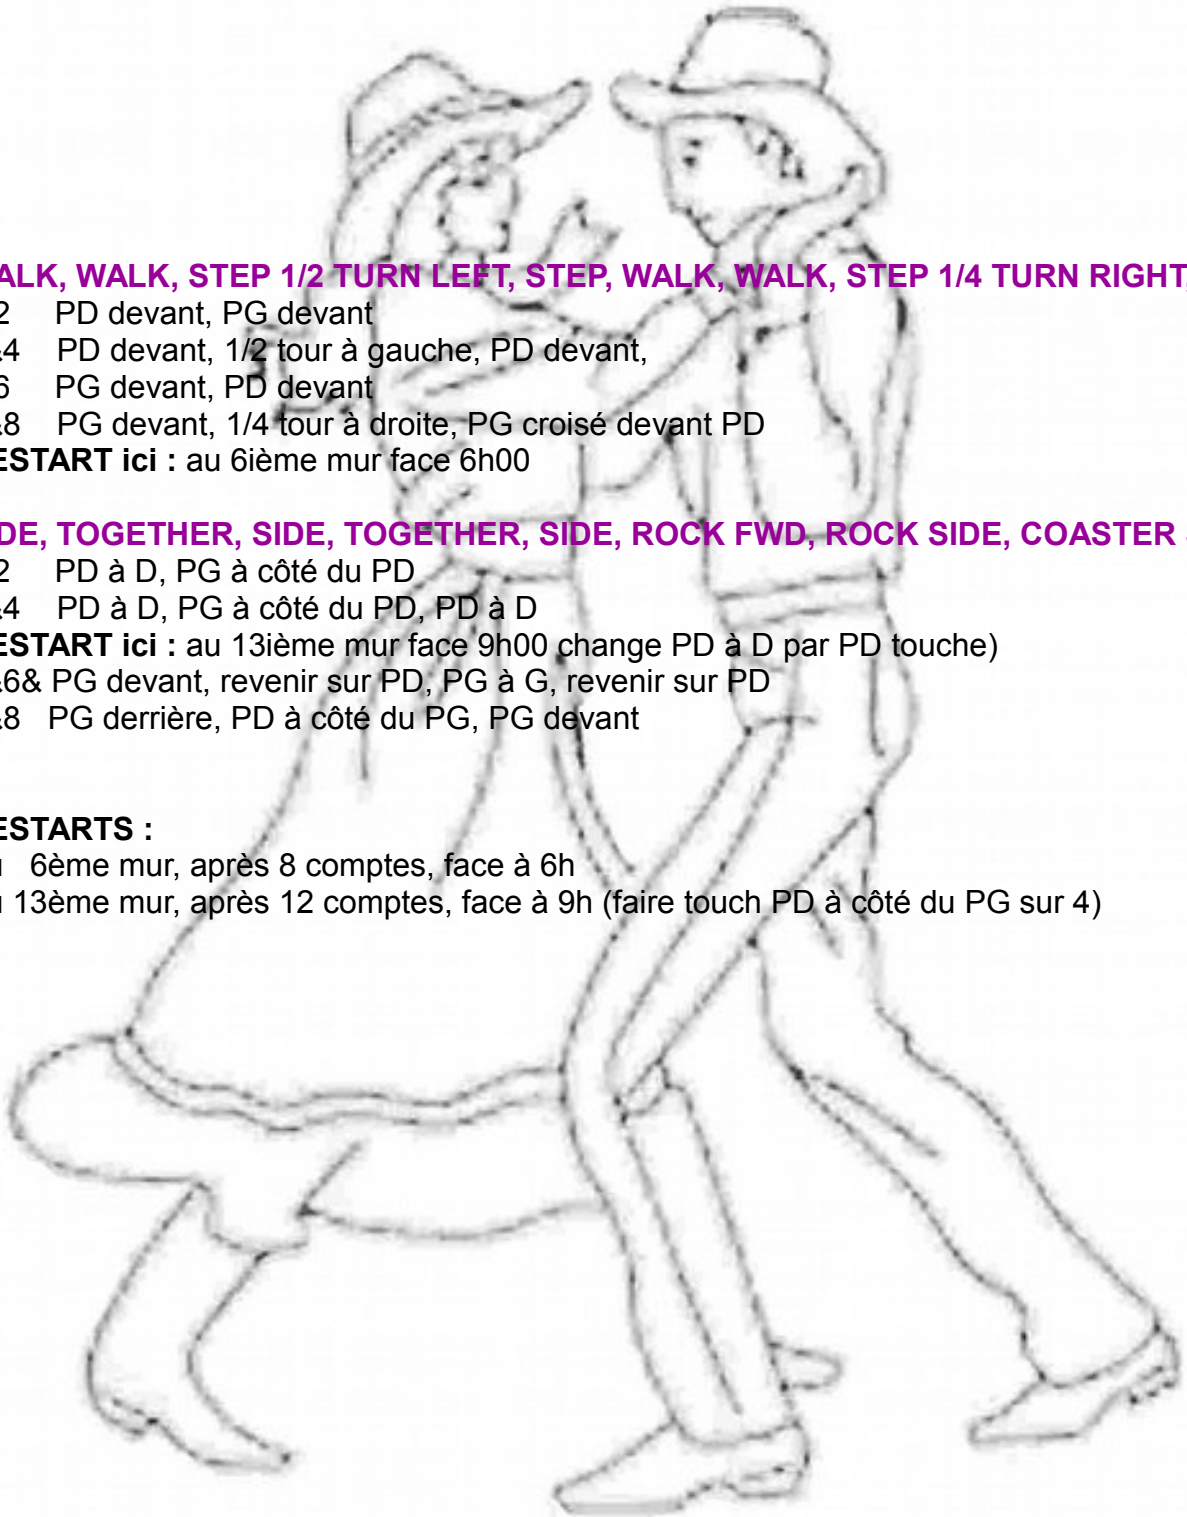 ALK, WALK, STEP 1/2 TURN LEFT, STEP, WALK, WALK, STEP 1/4 TURN RIGHT,
2 PD devant, PG devant
&4 PD devant, 1/2 tour à gauche, PD devant,
6 PG devant, PD devant
&8 PG devant, 1/4 tour à droite, PG croisé devant PD
ESTART ici : au 6ième mur face 6h00
DE, TOGETHER, SIDE, TOGETHER, SIDE, ROCK FWD, ROCK SIDE, COASTER
2 PD à D, PG à côté du PD
&4 PD à D, PG à côté du PD, PD à D
ESTART ici : au 13ième mur face 9h00 change PD à D par PD touche)
&6& PG devant, revenir sur PD, PG à G, revenir sur PD
&8 PG derrière, PD à côté du PG, PG devant
ESTARTS :
6ème mur, après 8 comptes, face à 6h
13ème mur, après 12 comptes, face à 9h (faire touch PD à côté du PG sur 4)